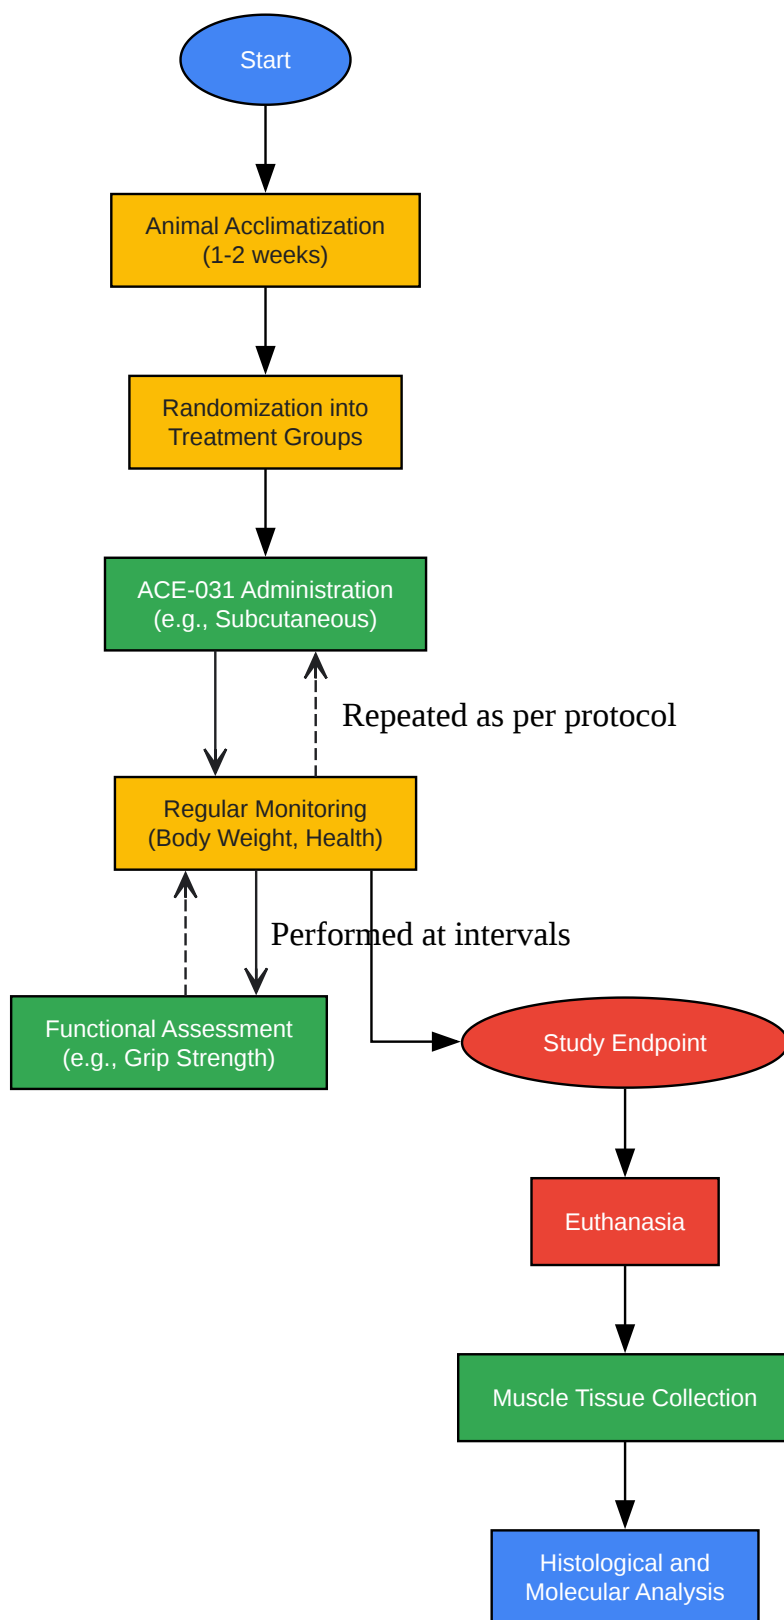 Start
Animal Acclimatization
(1-2 weeks)
Randomization into
Treatment Groups
ACE-031 Administration
(e.g., Subcutaneous)
Repeated as per protocol
Regular Monitoring
(Body Weight, Health)
Performed at intervals
Functional Assessment
(e.g., Grip Strength)
Study Endpoint
Euthanasia
Muscle Tissue Collection
Histological and
Molecular Analysis